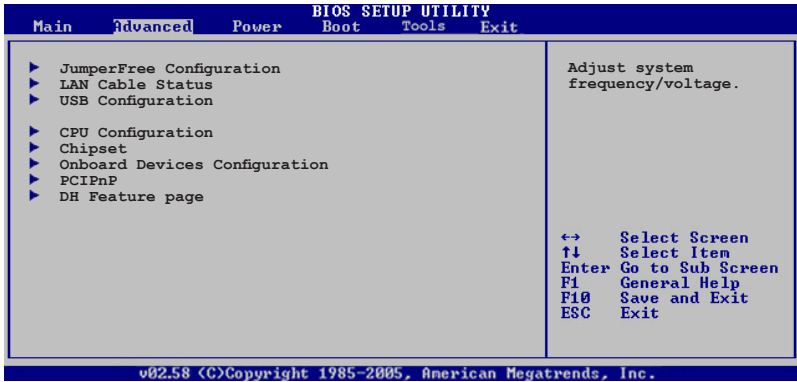 BIOS SETUP UTILITY
Main Advanced Power Boot Tools Exit
JumperFree Configuration
LAN Cable Status
USB Configuration
CPU Configuration
Chipset
Onboard Devices Configuration
PCIPnP
DH Feature page
Adjust system
frequency/voltage.
←→ Select Screen
↑↓ Select Item
Enter Go to Sub Screen
F1 General Help
F10 Save and Exit
ESC Exit
v02.58 (C)Copyright 1985-2005, American Megatrends, Inc.